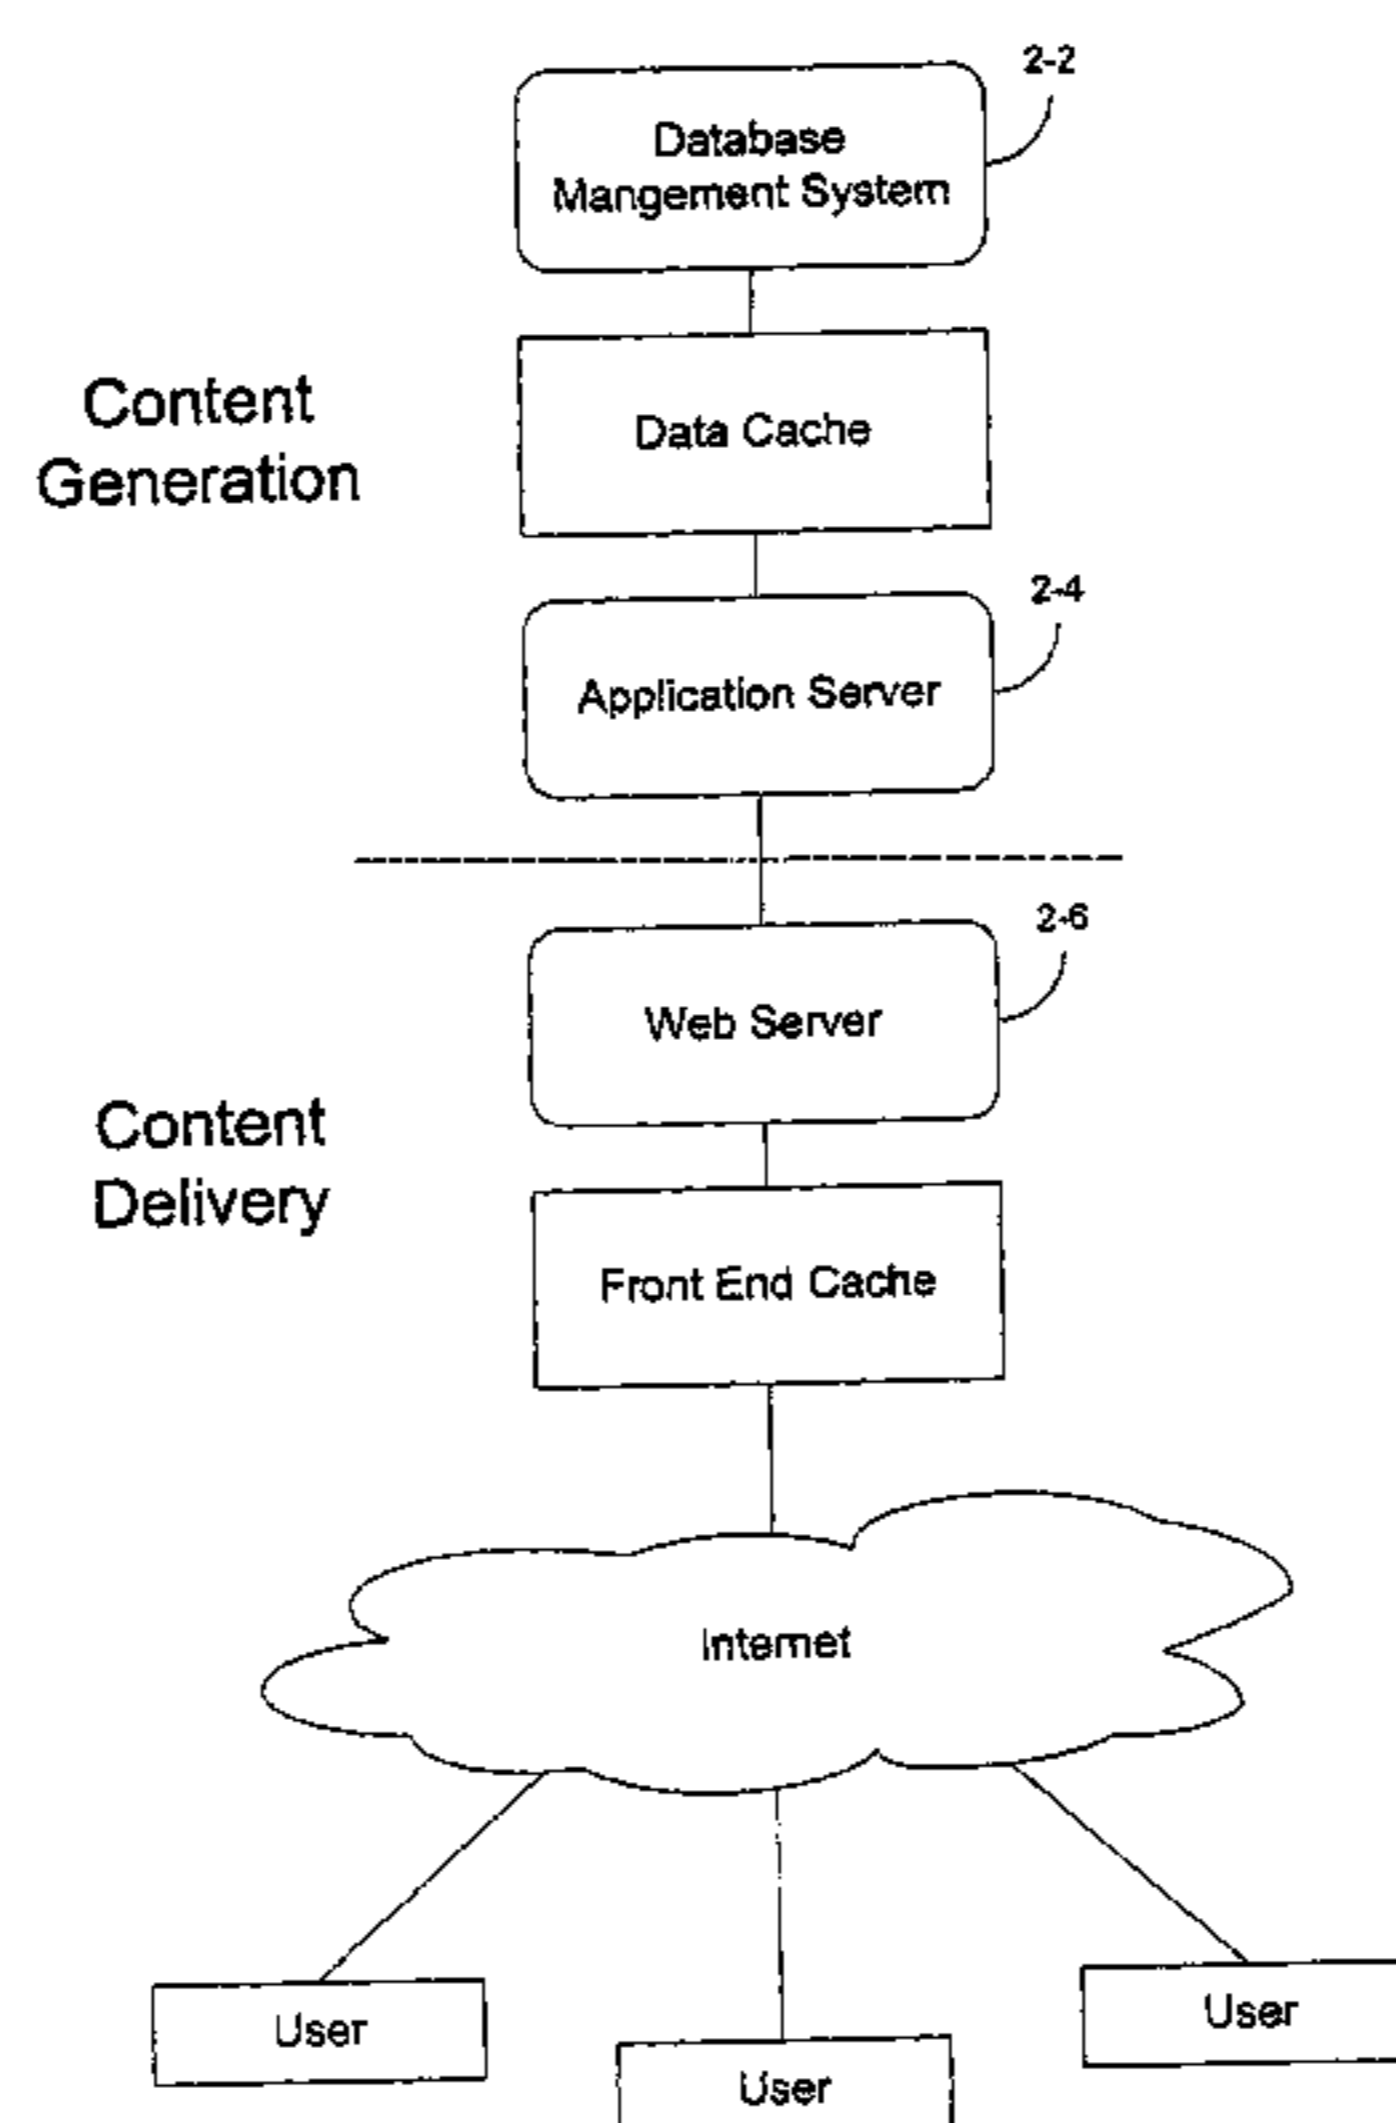 2-2
Database
Mangement System
Content
Generation
Data Cache
2-4
Application Server
2-6
Web Server
Content
Delivery
Front End Cache
Internet
User
User
User